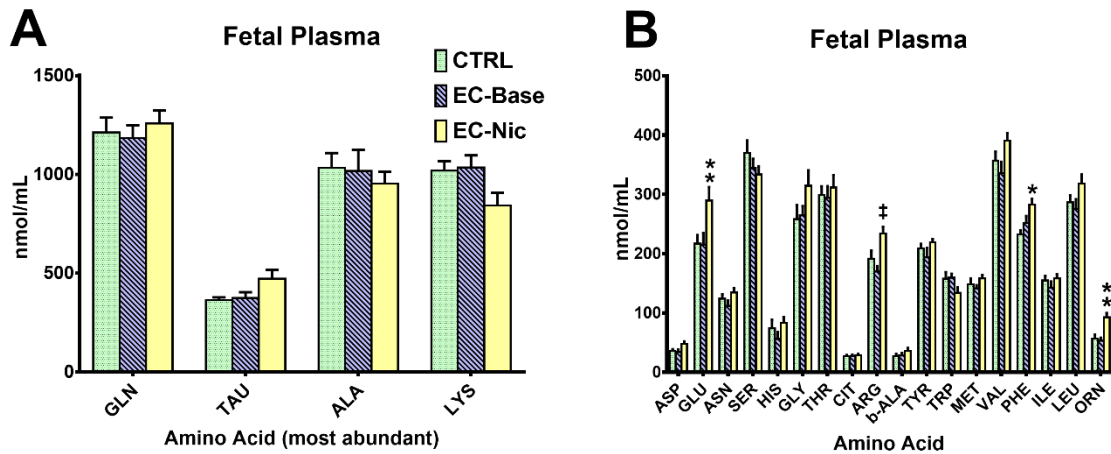 A
Fetal Plasma
CTRL
EC-Base
EC-Nic
1500
1000
500
0
nmol/mL
GLN
TAU
ALA
LYS
Amino Acid (most abundant)
B
Fetal Plasma
400
300
200
100
0
nmol/mL
**
‡
*
**
ASP
GLU
ASN
SER
HIS
GLY
THR
CIT
ARG
b-ALA
TYR
TRP
MET
VAL
PHE
ILE
LEU
ORN
Amino Acid